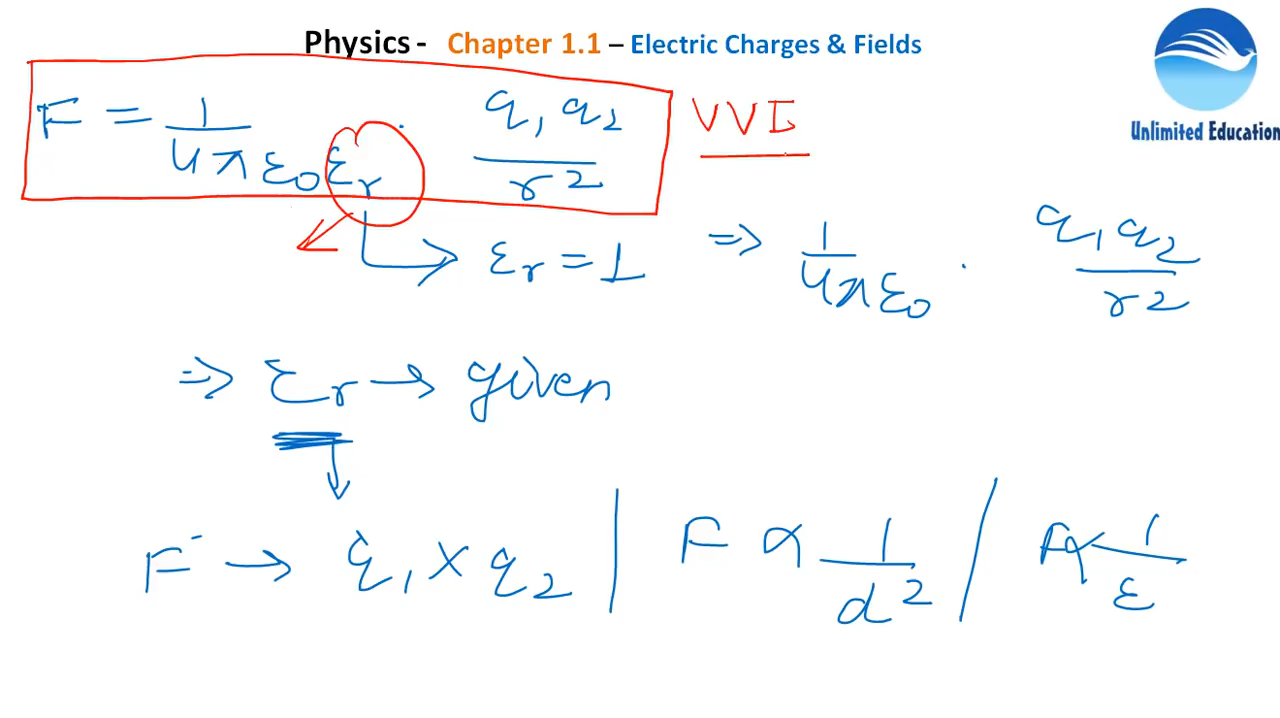 Physics - Chapter 1.1 – Electric Charges & Fields
Unlimited Education
F = 1/4πε₀εr · q₁q₂/r² VVI
→ εr = 1 ⇒ 1/4πε₀ · q₁q₂/r²
⇒ εr → given
F → q₁ × q₂ | F ∝ 1/d² / F ∝ 1/ε